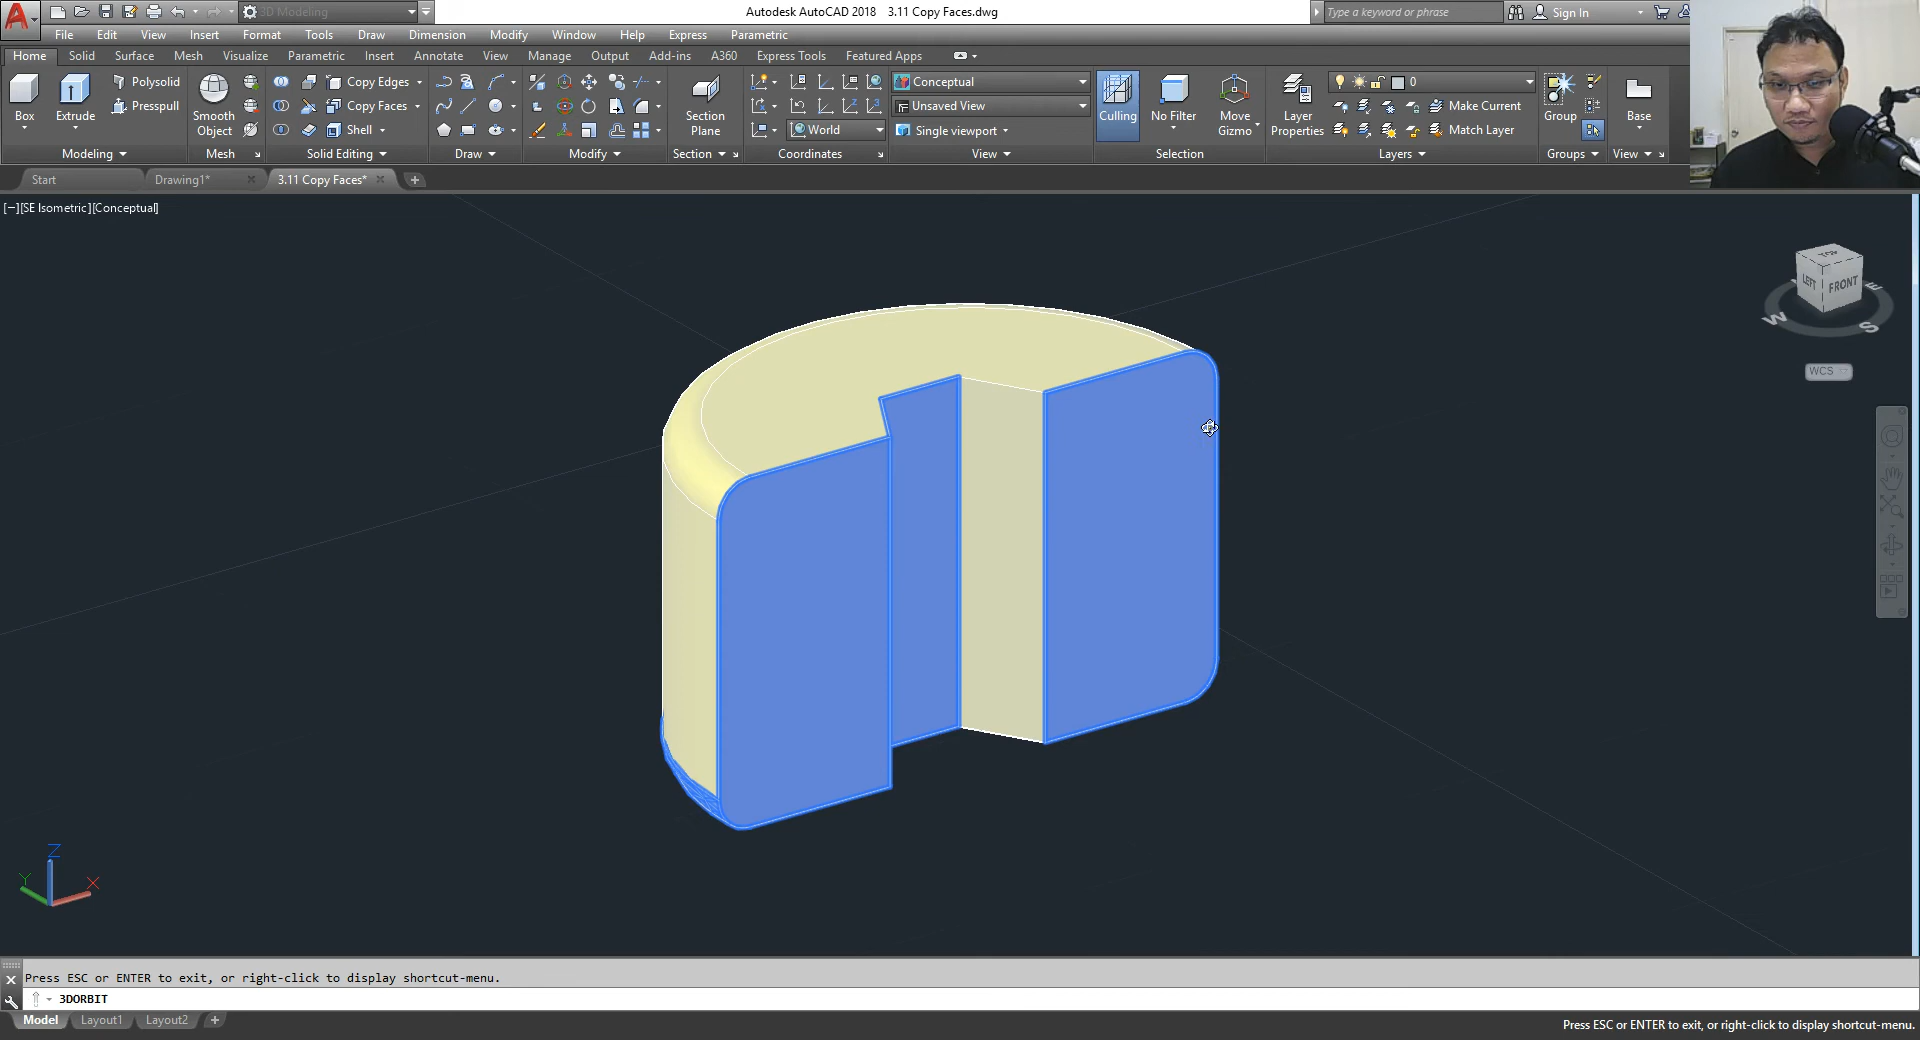 3D Modeling
Autodesk AutoCAD 2018 3.11 Copy Faces.dwg
Type a keyword or phrase
Sign In
File Edit View Insert Format Tools Draw Dimension Modify Window Help Express Parametric
Home Solid Surface Mesh Visualize Parametric Insert Annotate View Manage Output Add-ins A360 Express Tools Featured Apps
Box
Extrude
Polysolid
Presspull
Modeling
Smooth Object
Mesh
Copy Edges
Copy Faces
Shell
Solid Editing
Draw
Modify
Section Plane
Section
World
Coordinates
Conceptual
Unsaved View
Single viewport
View
Culling
No Filter
Move Gizmo
Selection
Layer Properties
0
Make Current
Match Layer
Layers
Group
Groups
Base
View
Start Drawing1* 3.11 Copy Faces*
[−][SE Isometric][Conceptual]
TOP
LEFT
FRONT
W
S
E
WCS
Z
Y
X
Press ESC or ENTER to exit, or right-click to display shortcut-menu.
3DORBIT
Model Layout1 Layout2
Press ESC or ENTER to exit, or right-click to display shortcut-menu.